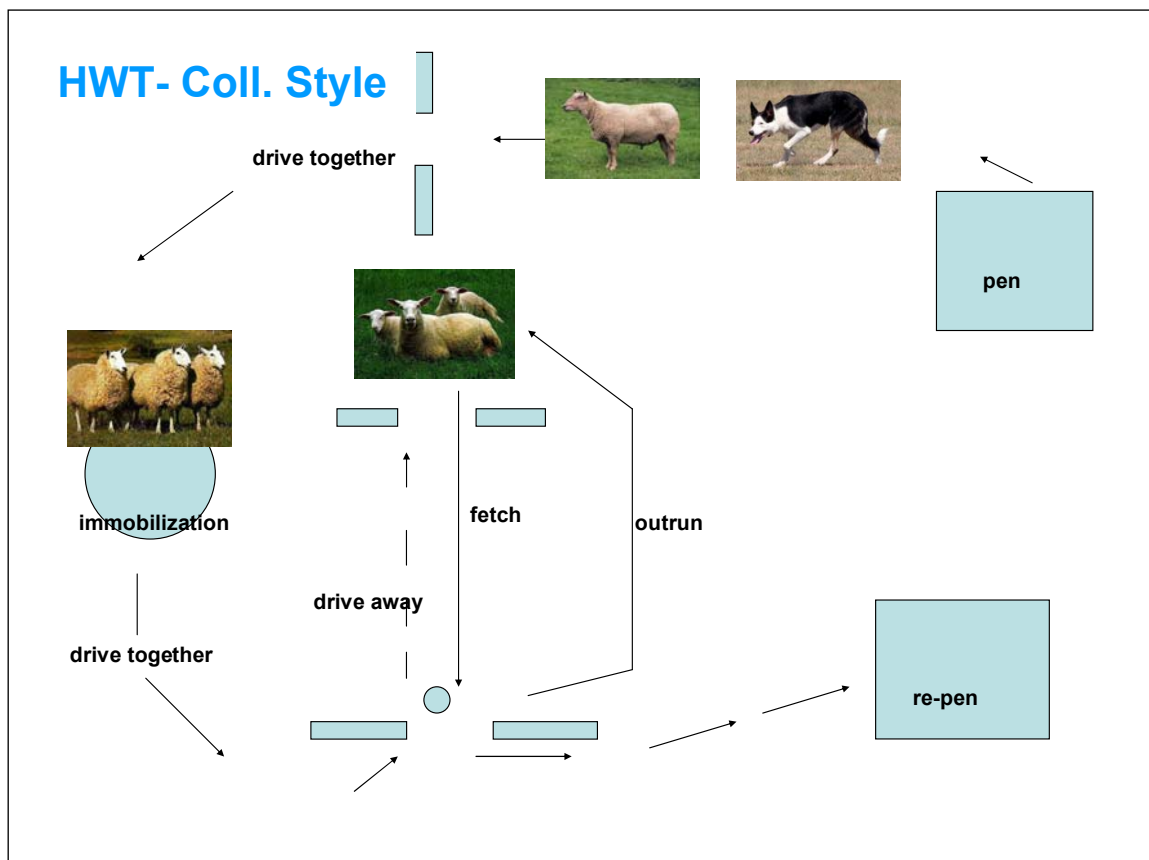 HWT- Coll. Style
drive together
pen
immobilization
fetch
outrun
drive away
drive together
re-pen